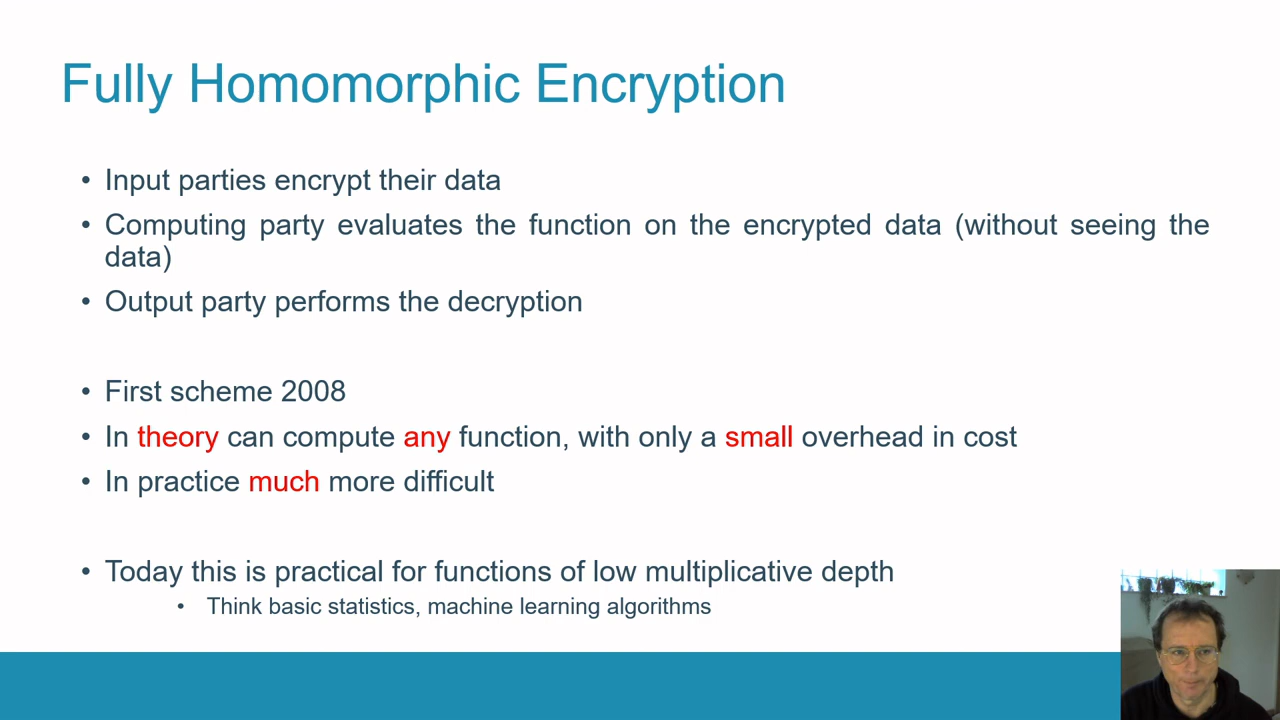 Fully Homomorphic Encryption
• Input parties encrypt their data
• Computing party evaluates the function on the encrypted data (without seeing the
data)
• Output party performs the decryption
• First scheme 2008
• In theory can compute any function, with only a small overhead in cost
• In practice much more difficult
• Today this is practical for functions of low multiplicative depth
• Think basic statistics, machine learning algorithms